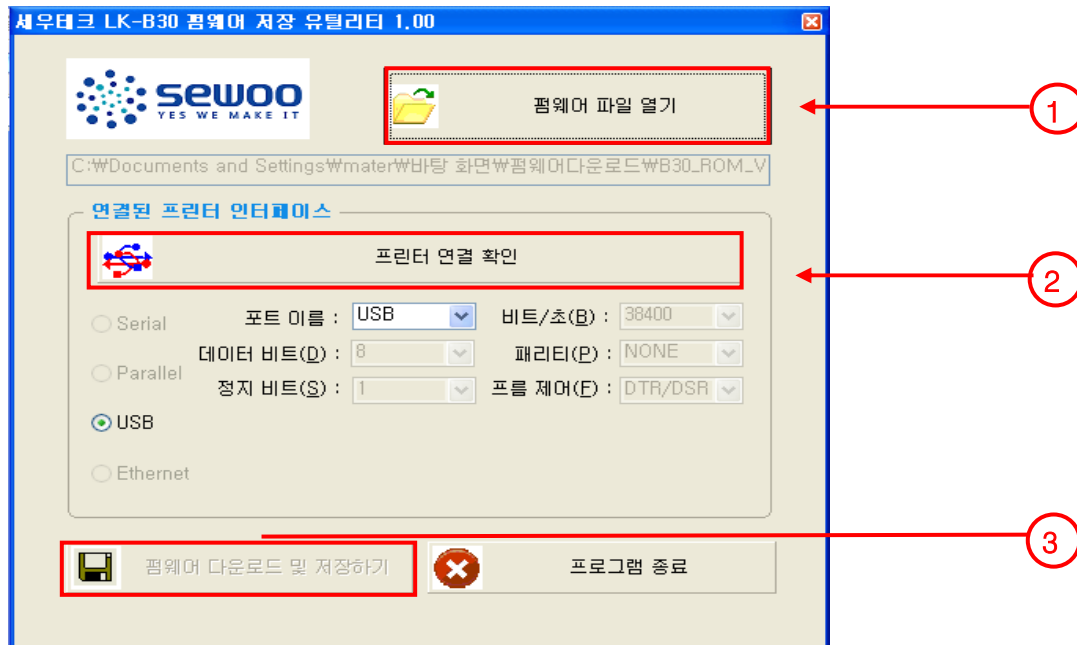 세우테크 LK-B30 펌웨어 저장 유틸리티 1.00
sewoo
YES WE MAKE IT
펌웨어 파일 열기
1
C:\Documents and Settings\mater\바탕 화면\펌웨어다운로드\B30_ROM_V
연결된 프린터 인터페이스
프린터 연결 확인
2
Serial
포트 이름 : USB
비트/초(B) : 38400
데이터 비트(D) : 8
패리티(P) : NONE
Parallel
정지 비트(S) : 1
프름 제어(F) : DTR/DSR
USB
Ethernet
3
펌웨어 다운로드 및 저장하기
프로그램 종료